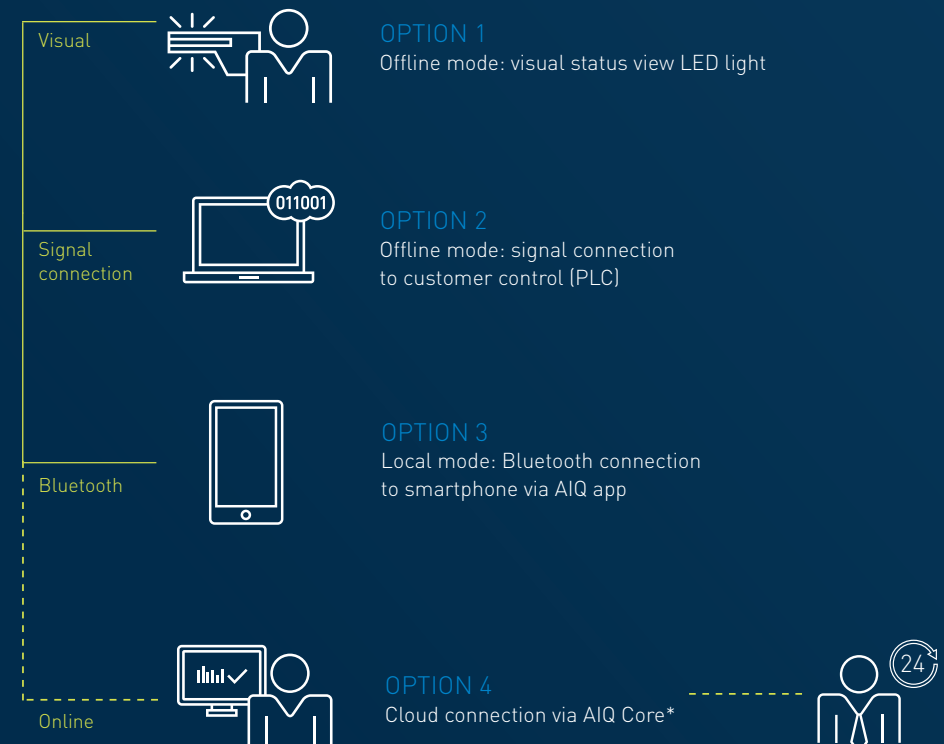 Visual
OPTION 1
Offline mode: visual status view LED light
011001
OPTION 2
Signal
connection
Offline mode: signal connection
to customer control (PLC)
OPTION 3
Local mode: Bluetooth connection
Bluetooth
to smartphone via AIQ app
24
OPTION 4
Online
Cloud connection via AIQ Core*